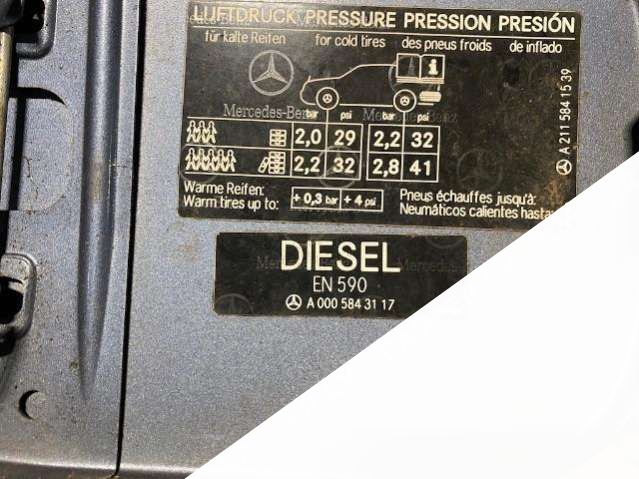 LUFTDRUCK PRESSURE PRESSION PRESIÓN
für kalte Reifen for cold tires des pneus froids de inflado
i
Mercedes-Benz
bar psi bar psi
2,0 29 2,2 32
2,2 32 2,8 41
Warme Reifen:
Warm tires up to: + 0,3 bar + 4 psi
Pneus échauffes jusqu'à:
Neumáticos calientes hasta:
A 211 584 15 39
DIESEL
EN 590
A 000 584 31 17